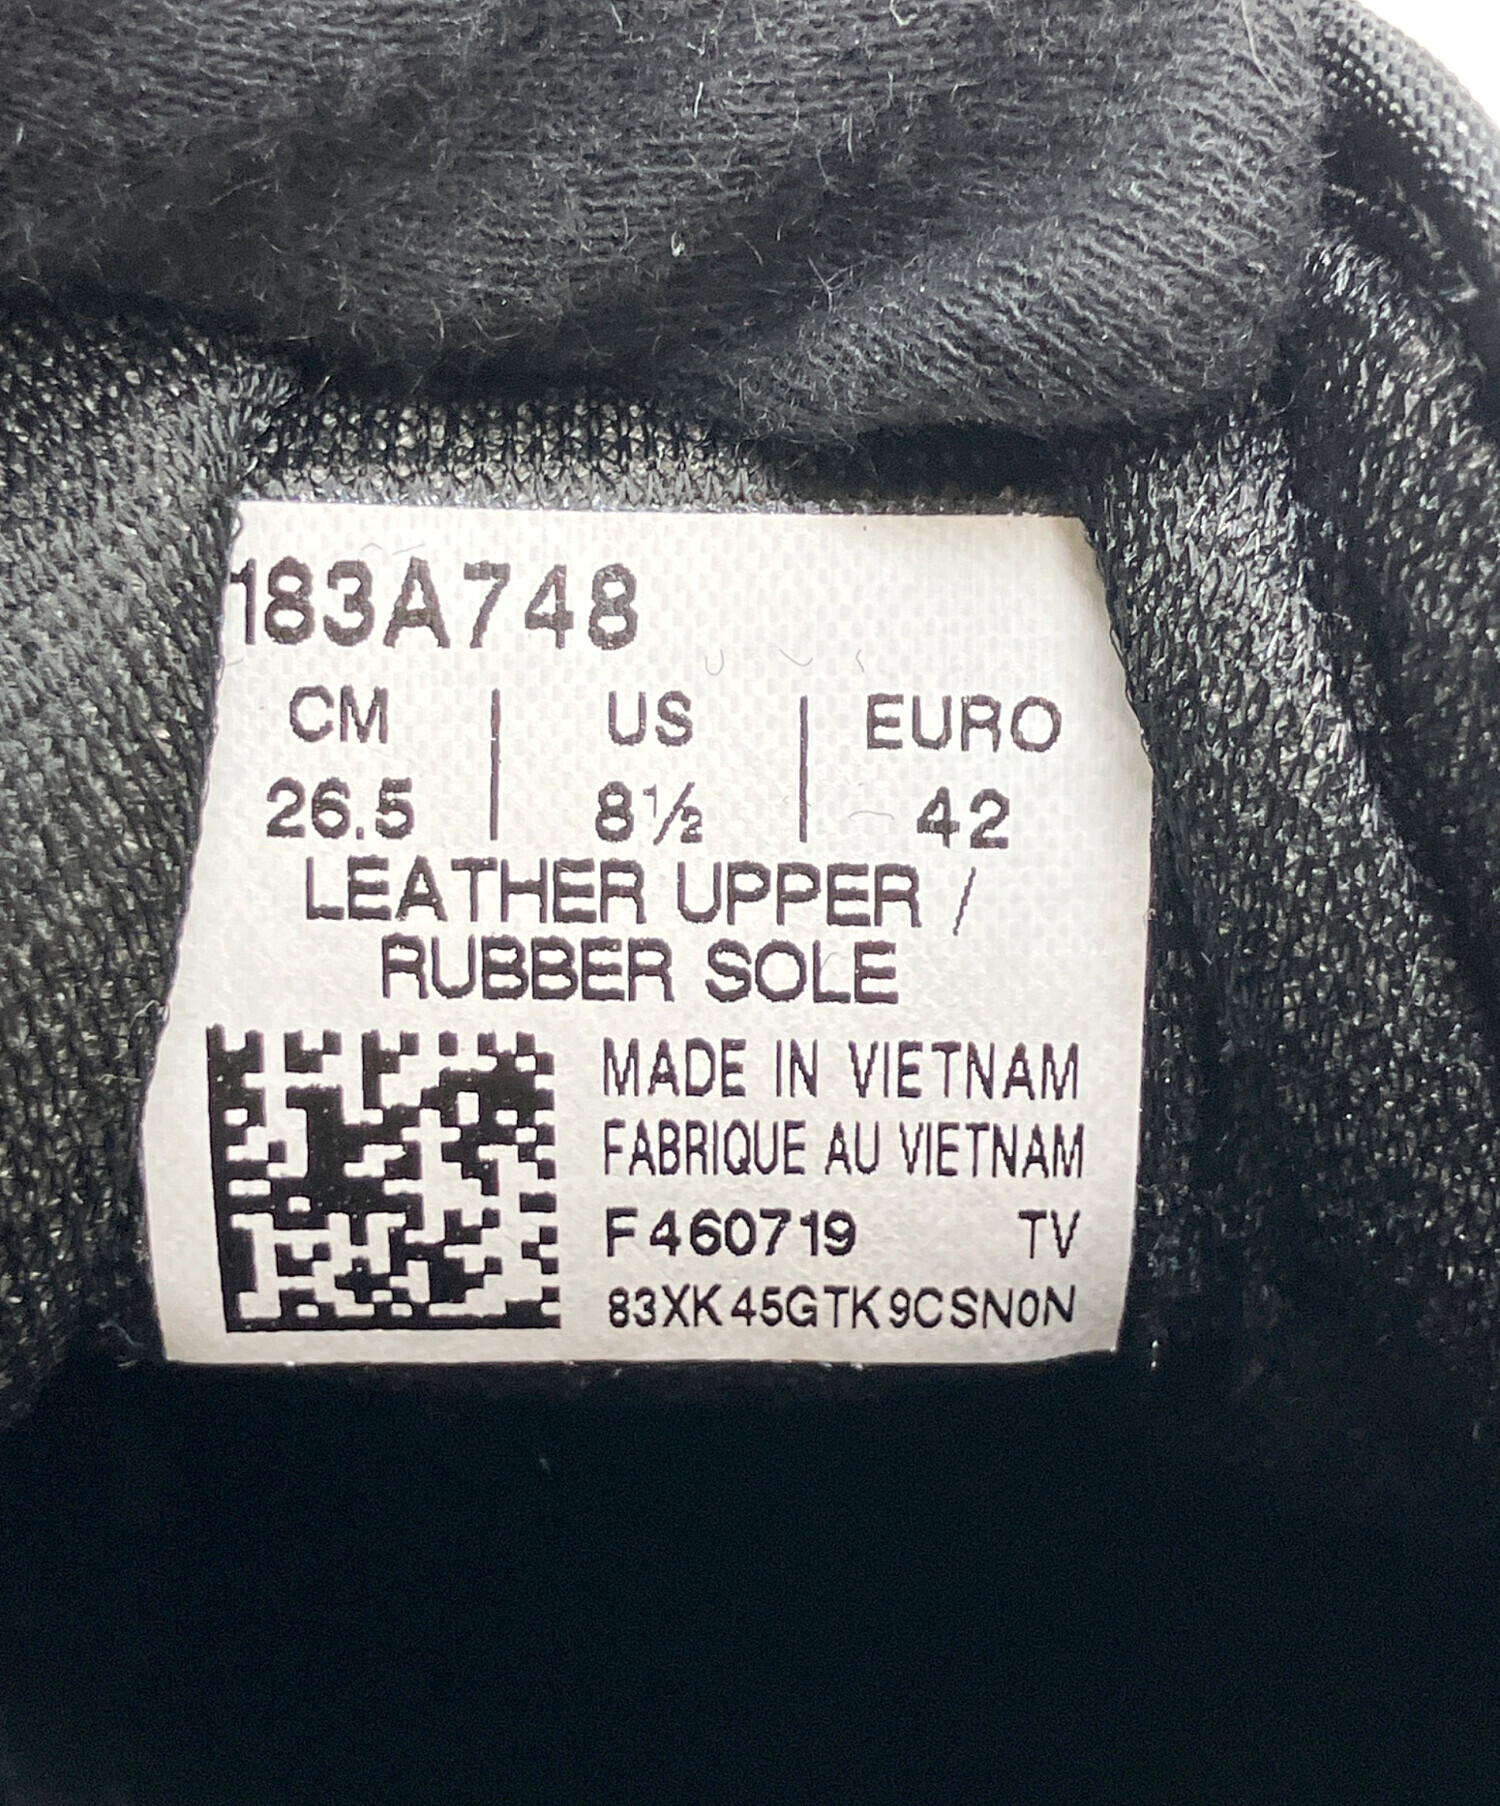 183A748
CM | US | EURO
26.5 | 8½ | 42
LEATHER UPPER /
RUBBER SOLE
MADE IN VIETNAM
FABRIQUE AU VIETNAM
F460719 TV
83XK45GTK9CSN0N